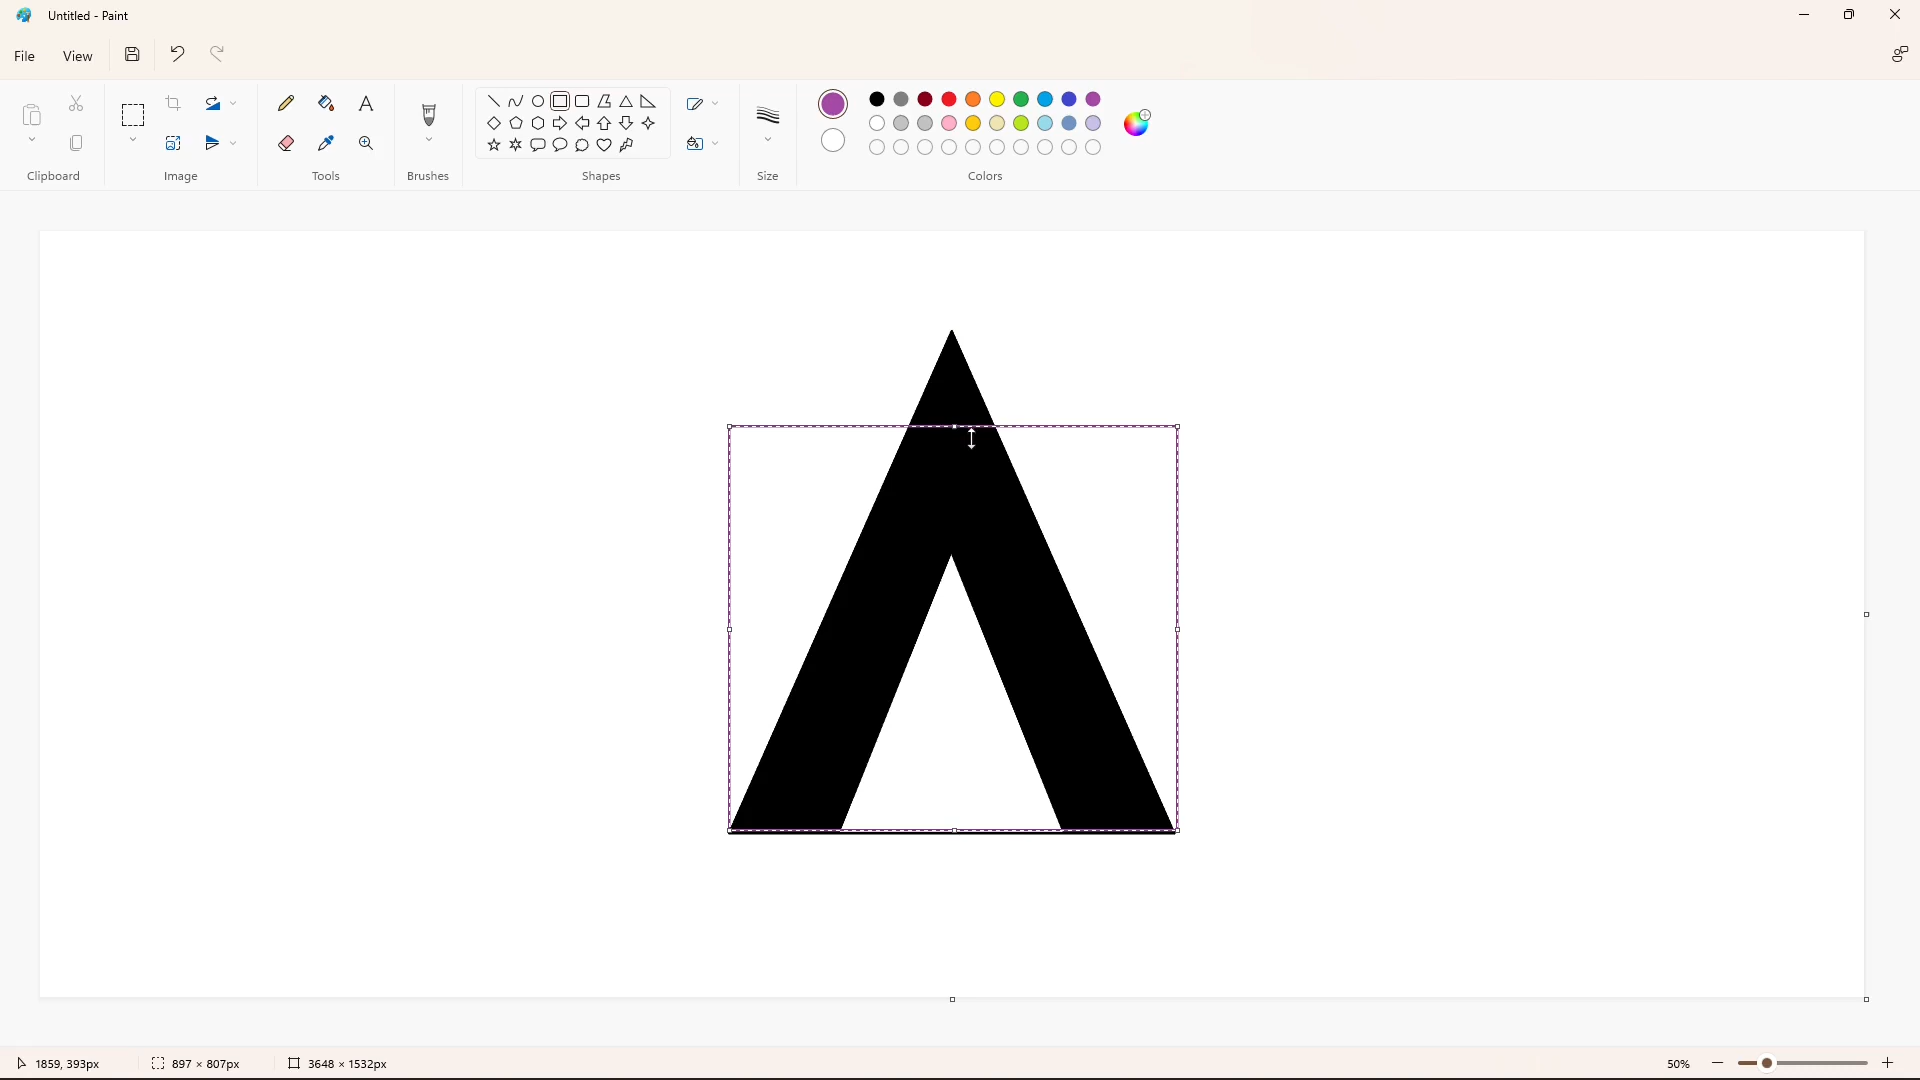 Untitled - Paint
File View
Clipboard Image Tools Brushes Shapes Size Colors
1859, 393px 897 × 807px 3648 × 1532px 50%